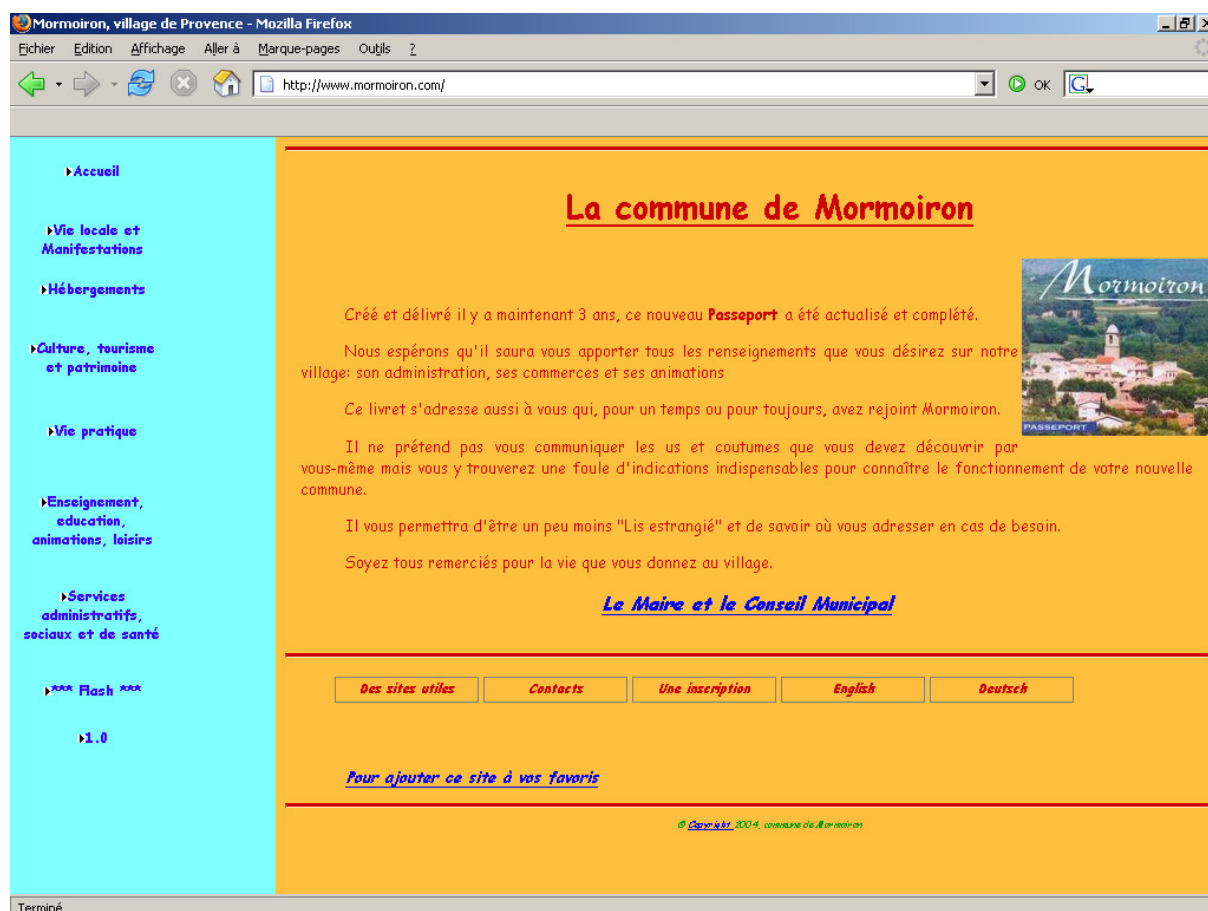 Mormoiron, village de Provence - Mozilla Firefox
Fichier Edition Affichage Aller à Marque-pages Outils ?
http://www.mormoiron.com/
OK
G
Accueil
Vie locale et
Manifestations
Hébergements
Culture, tourisme
et patrimoine
Vie pratique
Enseignement,
education,
animations, loisirs
Services
administratifs,
sociaux et de santé
*** Flash ***
1.0
La commune de Mormoiron
Mormoiron
PASSEPORT
Créé et délivré il y a maintenant 3 ans, ce nouveau Passeport a été actualisé et complété.
Nous espérons qu'il saura vous apporter tous les renseignements que vous désirez sur notre
village: son administration, ses commerces et ses animations
Ce livret s'adresse aussi à vous qui, pour un temps ou pour toujours, avez rejoint Mormoiron.
Il ne prétend pas vous communiquer les us et coutumes que vous devez découvrir par
vous-même mais vous y trouverez une foule d'indications indispensables pour connaître le fonctionnement de votre nouvelle
commune.
Il vous permettra d'être un peu moins "Lis estrangié" et de savoir où vous adresser en cas de besoin.
Soyez tous remerciés pour la vie que vous donnez au village.
Le Maire et le Conseil Municipal
Des sites utiles Contacts Une inscription English Deutsch
Pour ajouter ce site à vos favoris
© Copyright 2004, commune de Mormoiron
Terminé